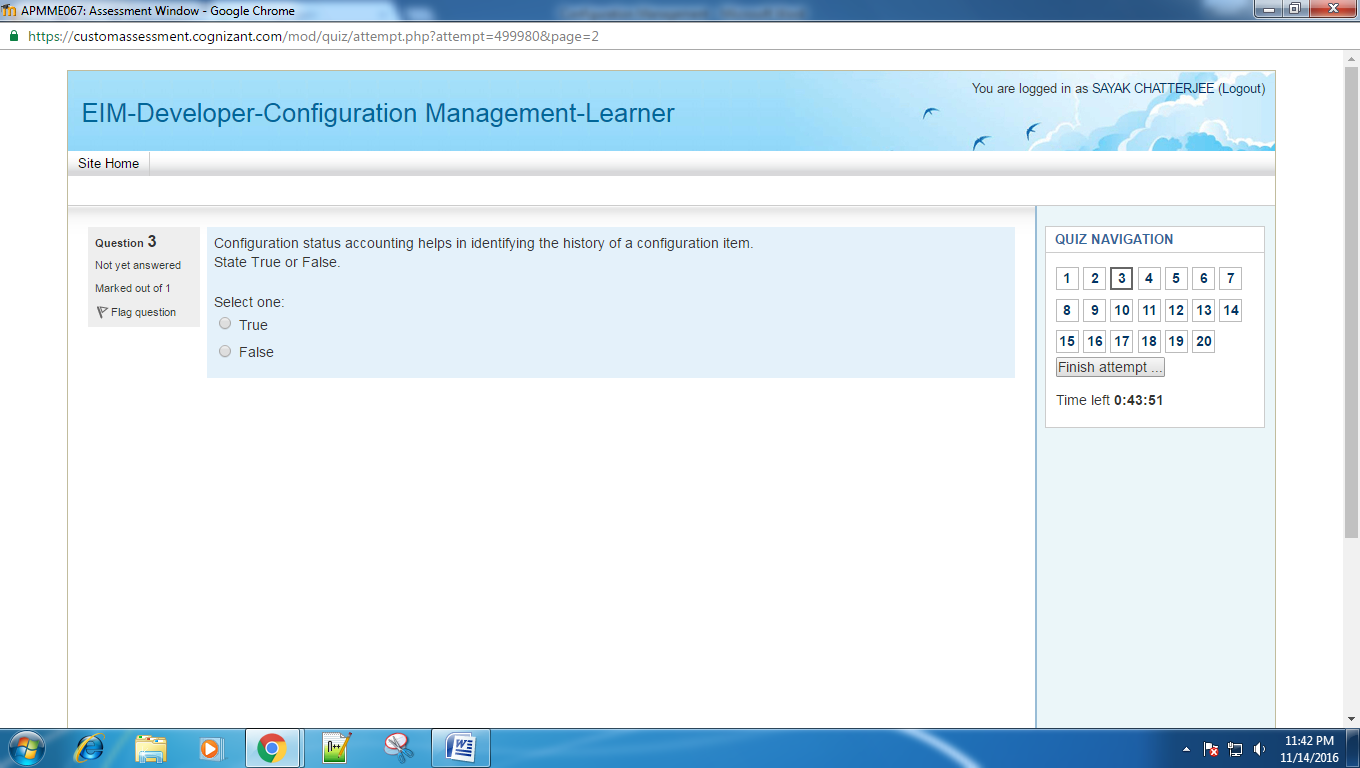 APMME067: Assessment Window - Google Chrome
https://customassessment.cognizant.com/mod/quiz/attempt.php?attempt=499980&page=2
You are logged in as SAYAK CHATTERJEE (Logout)
EIM-Developer-Configuration Management-Learner
Site Home
Question 3
Not yet answered
Marked out of 1
Flag question
Configuration status accounting helps in identifying the history of a configuration item.
State True or False.
Select one:
True
False
QUIZ NAVIGATION
1 2 3 4 5 6 7
8 9 10 11 12 13 14
15 16 17 18 19 20
Finish attempt ...
Time left 0:43:51
11:42 PM
11/14/2016